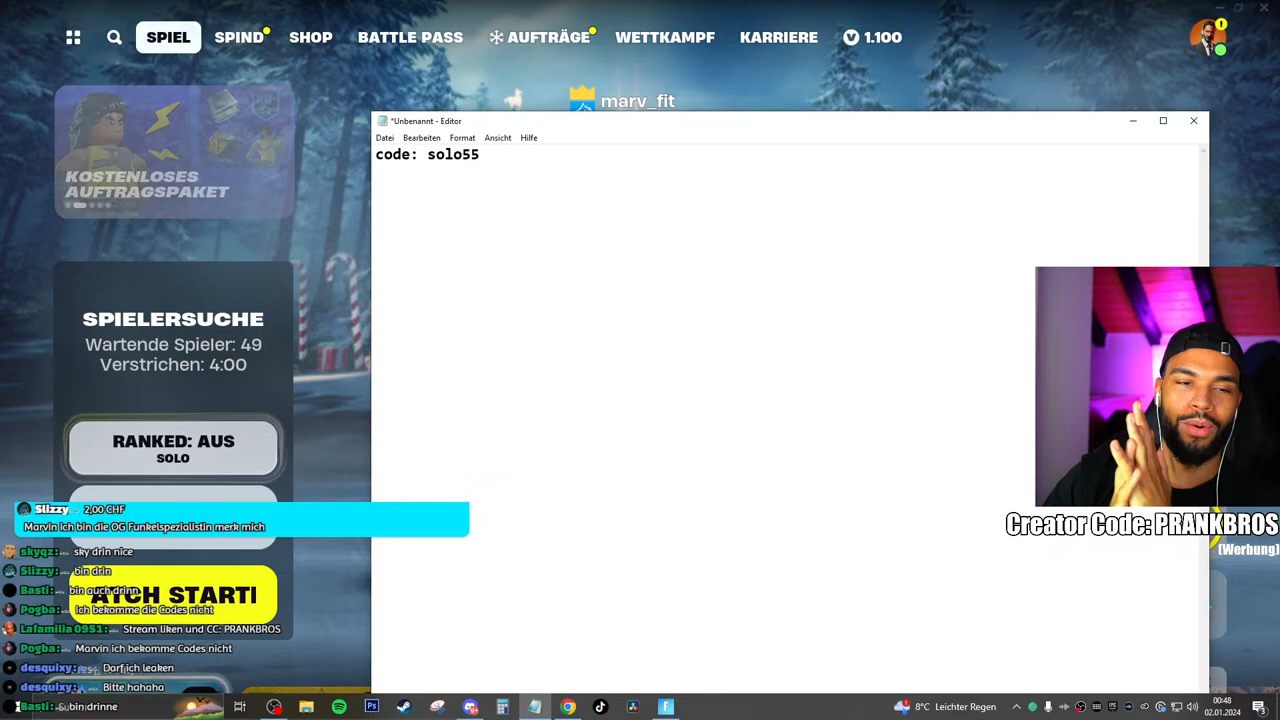 SPIEL
SPIND
SHOP
BATTLE PASS
AUFTRÄGE
WETTKAMPF
KARRIERE
1.100
marv_fit
KOSTENLOSES
AUFTRAGSPAKET
*Unbenannt - Editor
Datei Bearbeiten Format Ansicht Hilfe
code: solo55
SPIELERSUCHE
Wartende Spieler: 49
Verstrichen: 4:00
RANKED: AUS
SOLO
Slizzy 2,00 CHF
Marvin ich bin die OG Funkelspezialistin merk mich
skyqz: sky drin nice
Slizzy: bin drin
Basti: bin auch drinn
ATCH STARTI
Pogba: Ich bekomme die Codes nicht
Lafamilia 0951: Stream liken und CC: PRANKBROS
Pogba: Marvin ich bekomme Codes nicht
desquixy: Darf ich leaken
desquixy: Bitte hahaha
Basti: bin drinne
Creator Code: PRANKBROS
(Werbung)
8°C Leichter Regen
00:48
02.01.2024